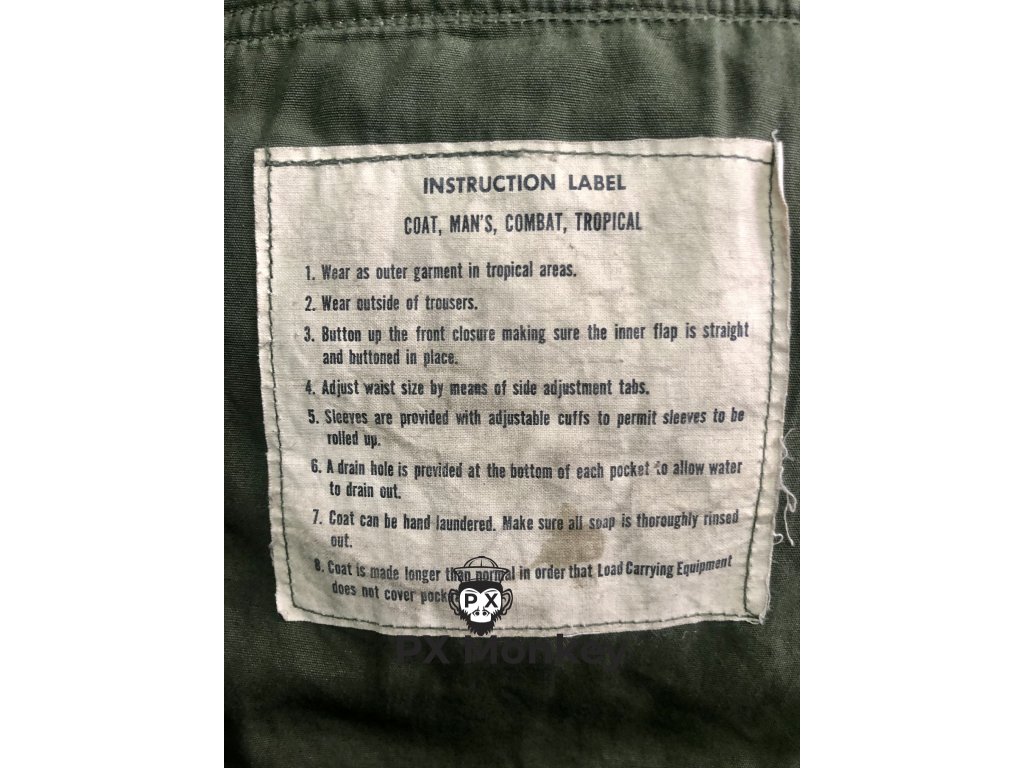 INSTRUCTION LABEL
COAT, MAN'S, COMBAT, TROPICAL
1. Wear as outer garment in tropical areas.
2. Wear outside of trousers.
3. Button up the front closure making sure the inner flap is straight
and buttoned in place.
4. Adjust waist size by means of side adjustment tabs.
5. Sleeves are provided with adjustable cuffs to permit sleeves to be
rolled up.
6. A drain hole is provided at the bottom of each pocket to allow water
to drain out.
7. Coat can be hand laundered. Make sure all soap is thoroughly rinsed
out.
8. Coat is made longer than normal in order that Load Carrying Equipment
does not cover
PX
PX Monkey